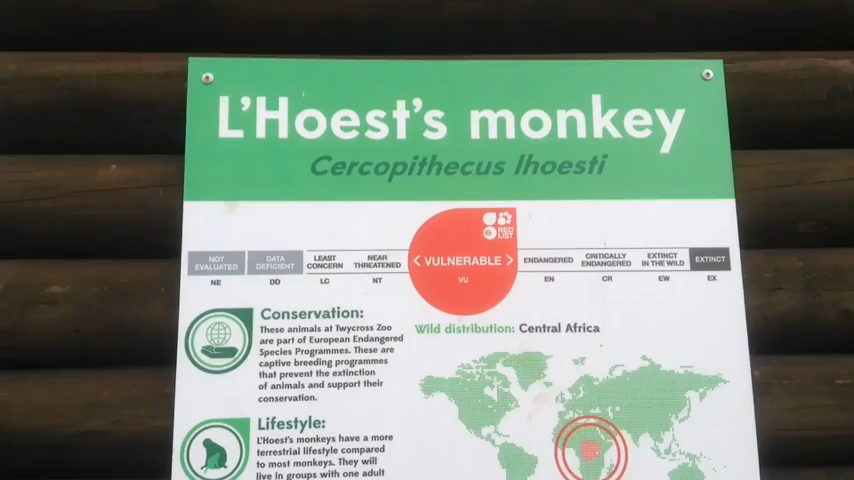 L'Hoest's monkey
Cercopithecus lhoesti
RED
LIST
NOT
EVALUATED
NE
DATA
DEFICIENT
DD
LEAST
CONCERN
LC
NEAR
THREATENED
NT
< VULNERABLE >
VU
ENDANGERED
EN
CRITICALLY
ENDANGERED
CR
EXTINCT
IN THE WILD
EW
EXTINCT
EX
Conservation:
These animals at Twycross Zoo
are part of European Endangered
Species Programmes. These are
captive breeding programmes
that prevent the extinction
of animals and support their
conservation.
Wild distribution: Central Africa
Lifestyle:
L'Hoest's monkeys have a more
terrestrial lifestyle compared
to most monkeys. They will
live in groups with one adult